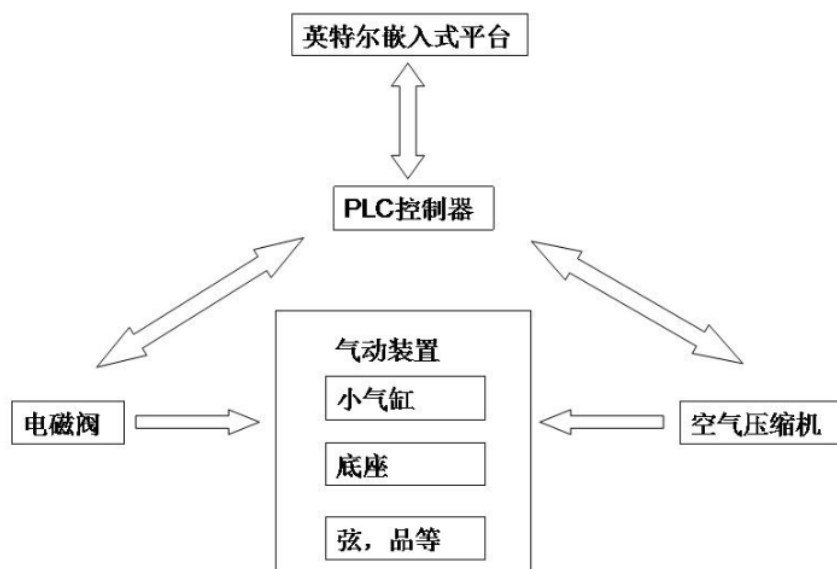 英特尔嵌入式平台
PLC控制器
气动装置
小气缸
电磁阀
空气压缩机
底座
弦，品等